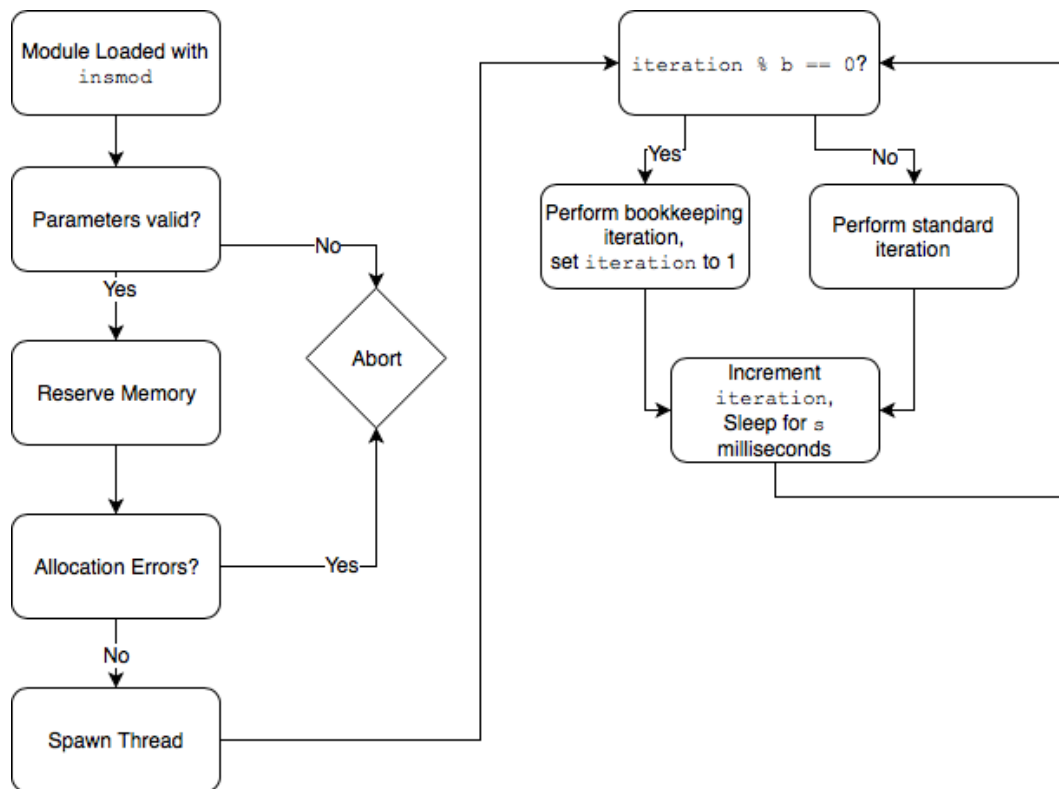 Module Loaded with
insmod
Parameters valid?
No
Yes
Reserve Memory
Abort
Allocation Errors?
Yes
No
Spawn Thread
iteration % b == 0?
Yes
No
Perform bookkeeping
iteration,
set iteration to 1
Perform standard
iteration
Increment
iteration,
Sleep for s
milliseconds